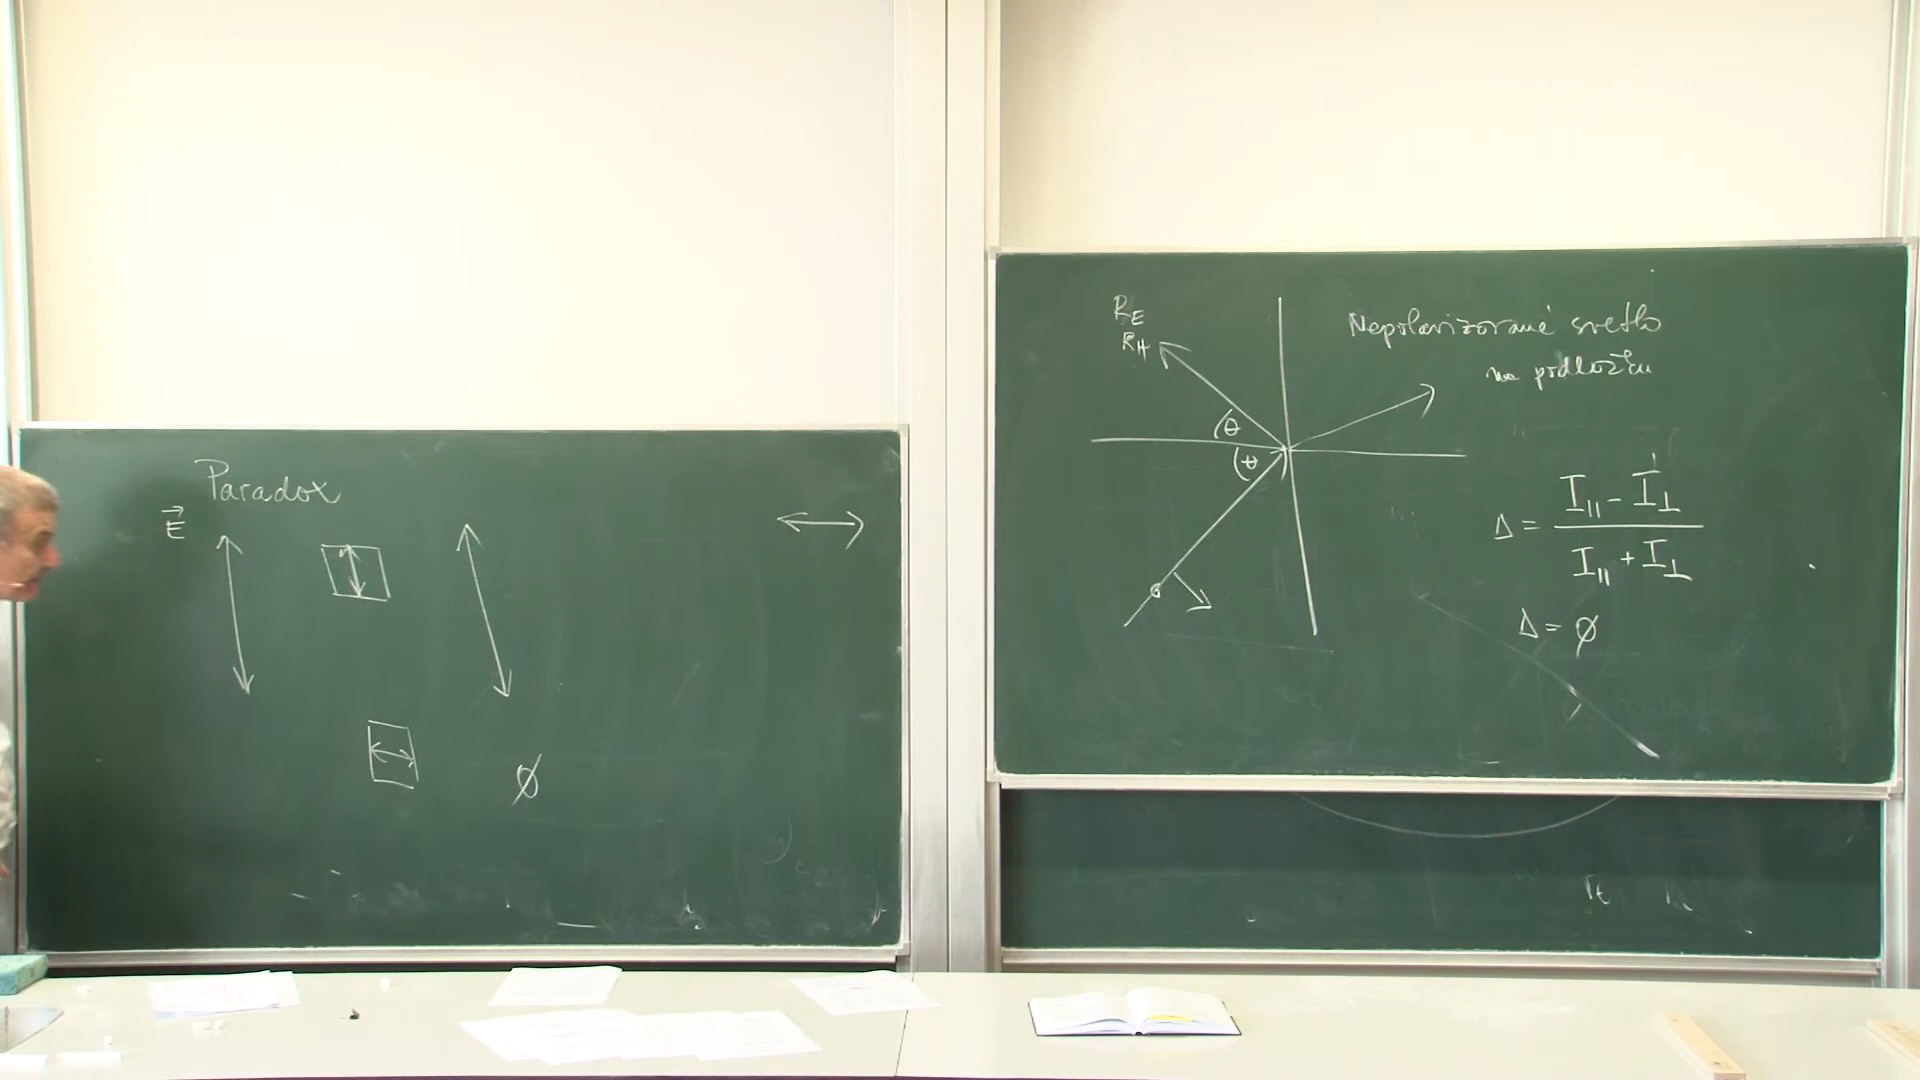 Paradox
E⃗
∅
R_E
R_H
Nepolarizované svetlo
na podložku
θ
θ
Δ = (I_∥ - I_⊥) / (I_∥ + I_⊥)
Δ = ∅